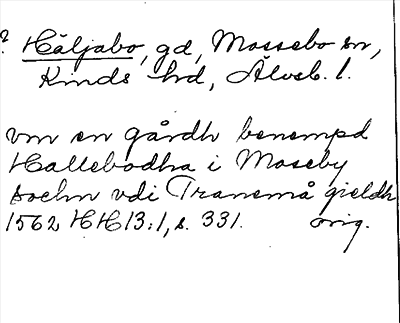 ? Häljabo, gd, Mossebo sn,
Kinds hd, Älvsb. l.
vm en gårdh benempd
Hallebodha i Moseby
sochn vdi Tranemå gieldh
1562 HH 13:1, s. 331. orig.